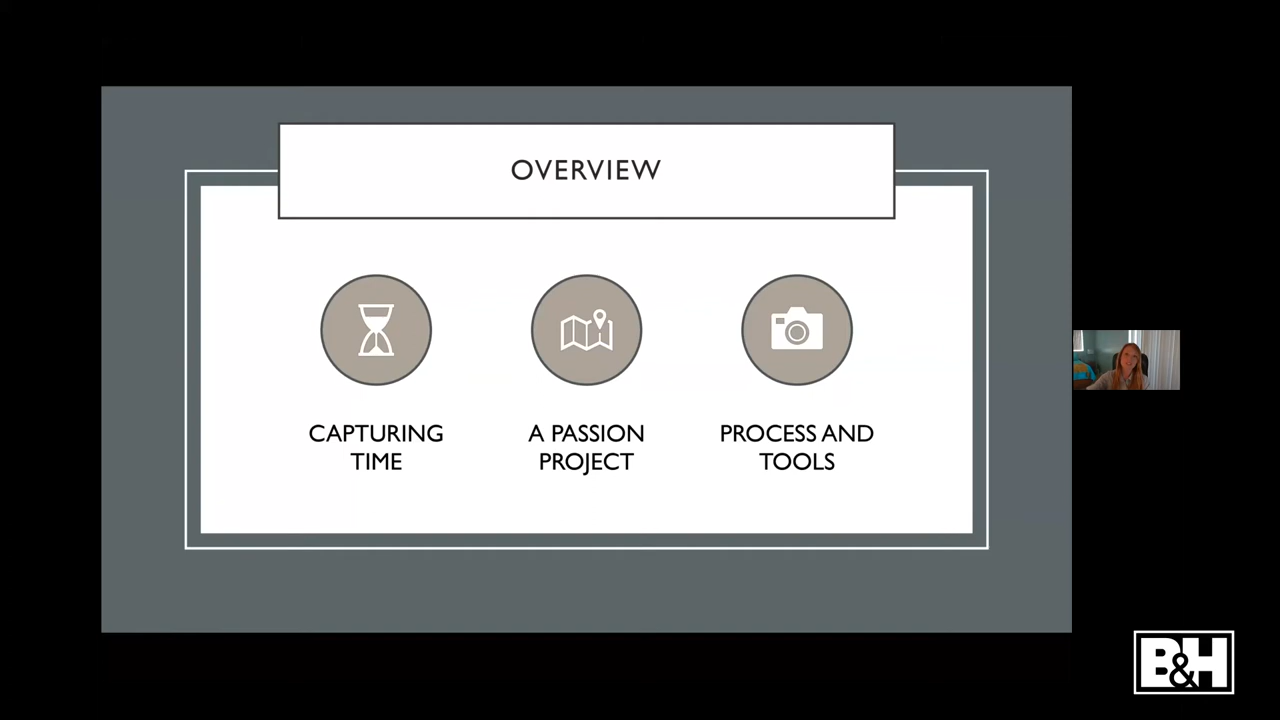 OVERVIEW
CAPTURING
TIME
A PASSION
PROJECT
PROCESS AND
TOOLS
B&H